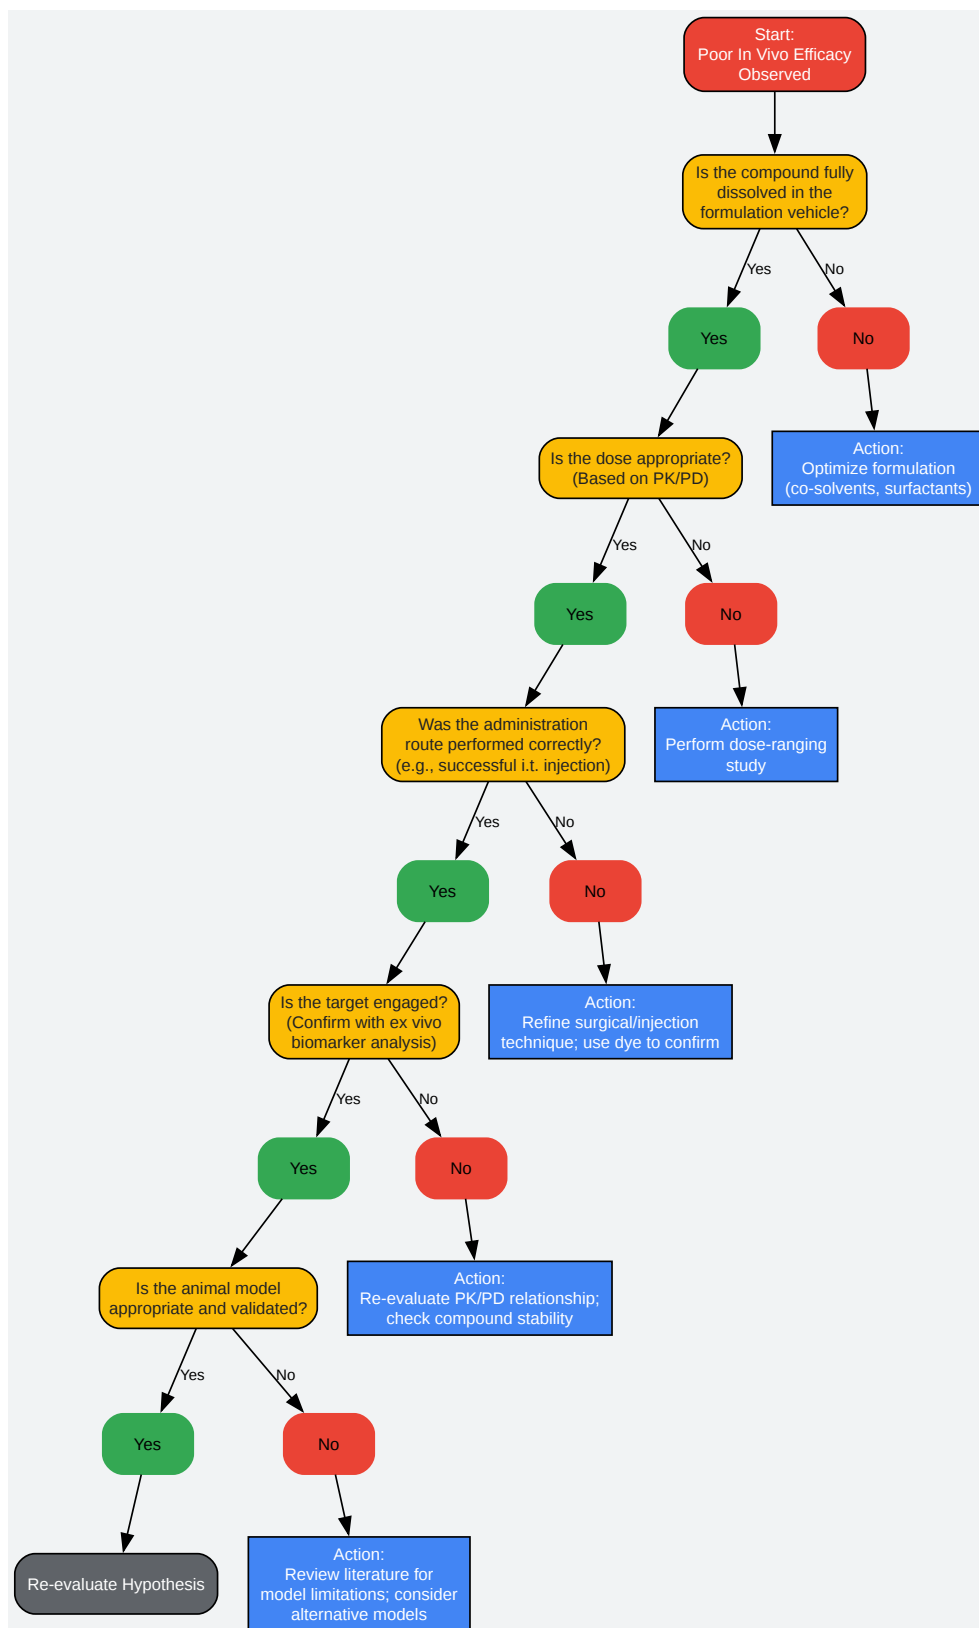 Start:
Poor In Vivo Efficacy
Observed
Is the compound fully
dissolved in the
formulation vehicle?
Yes
No
Yes
No
Is the dose appropriate?
(Based on PK/PD)
Action:
Optimize formulation
(co-solvents, surfactants)
Yes
No
Yes
No
Was the administration
route performed correctly?
(e.g., successful i.t. injection)
Action:
Perform dose-ranging
study
Yes
No
Yes
No
Is the target engaged?
(Confirm with ex vivo
biomarker analysis)
Action:
Refine surgical/injection
technique; use dye to confirm
Yes
No
Yes
No
Is the animal model
appropriate and validated?
Action:
Re-evaluate PK/PD relationship;
check compound stability
Yes
No
Yes
No
Re-evaluate Hypothesis
Action:
Review literature for
model limitations; consider
alternative models